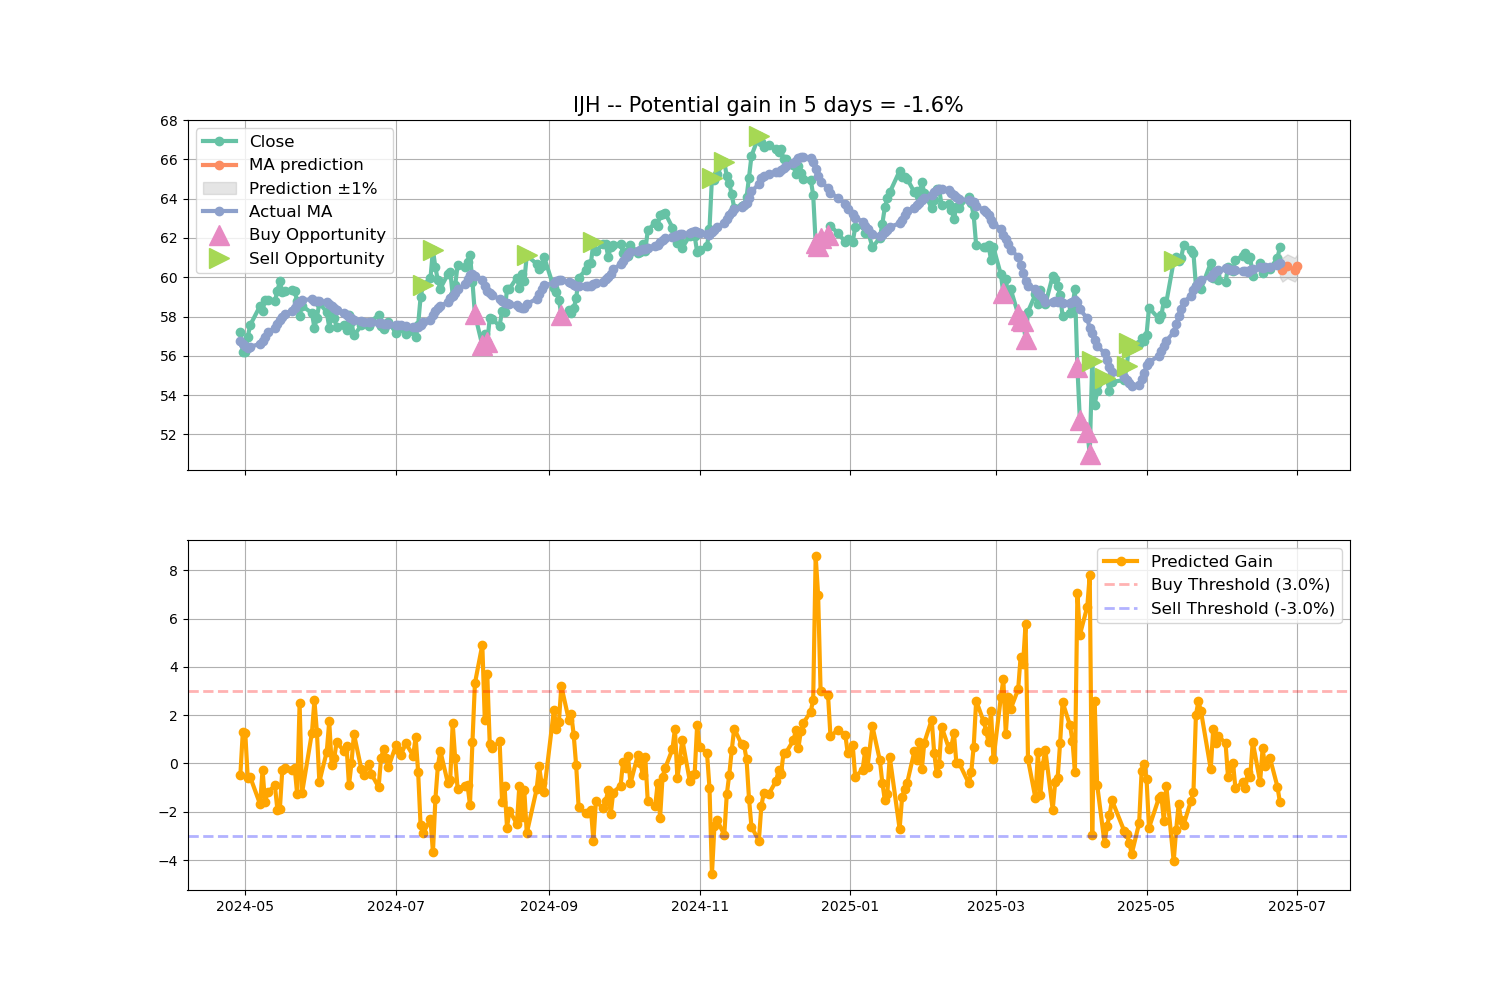 IJH -- Potential gain in 5 days = -1.6%
68
66
64
62
60
58
56
54
52
Close
MA prediction
Prediction ±1%
Actual MA
Buy Opportunity
Sell Opportunity
8
6
4
2
0
−2
−4
Predicted Gain
Buy Threshold (3.0%)
Sell Threshold (-3.0%)
2024-05 2024-07 2024-09 2024-11 2025-01 2025-03 2025-05 2025-07